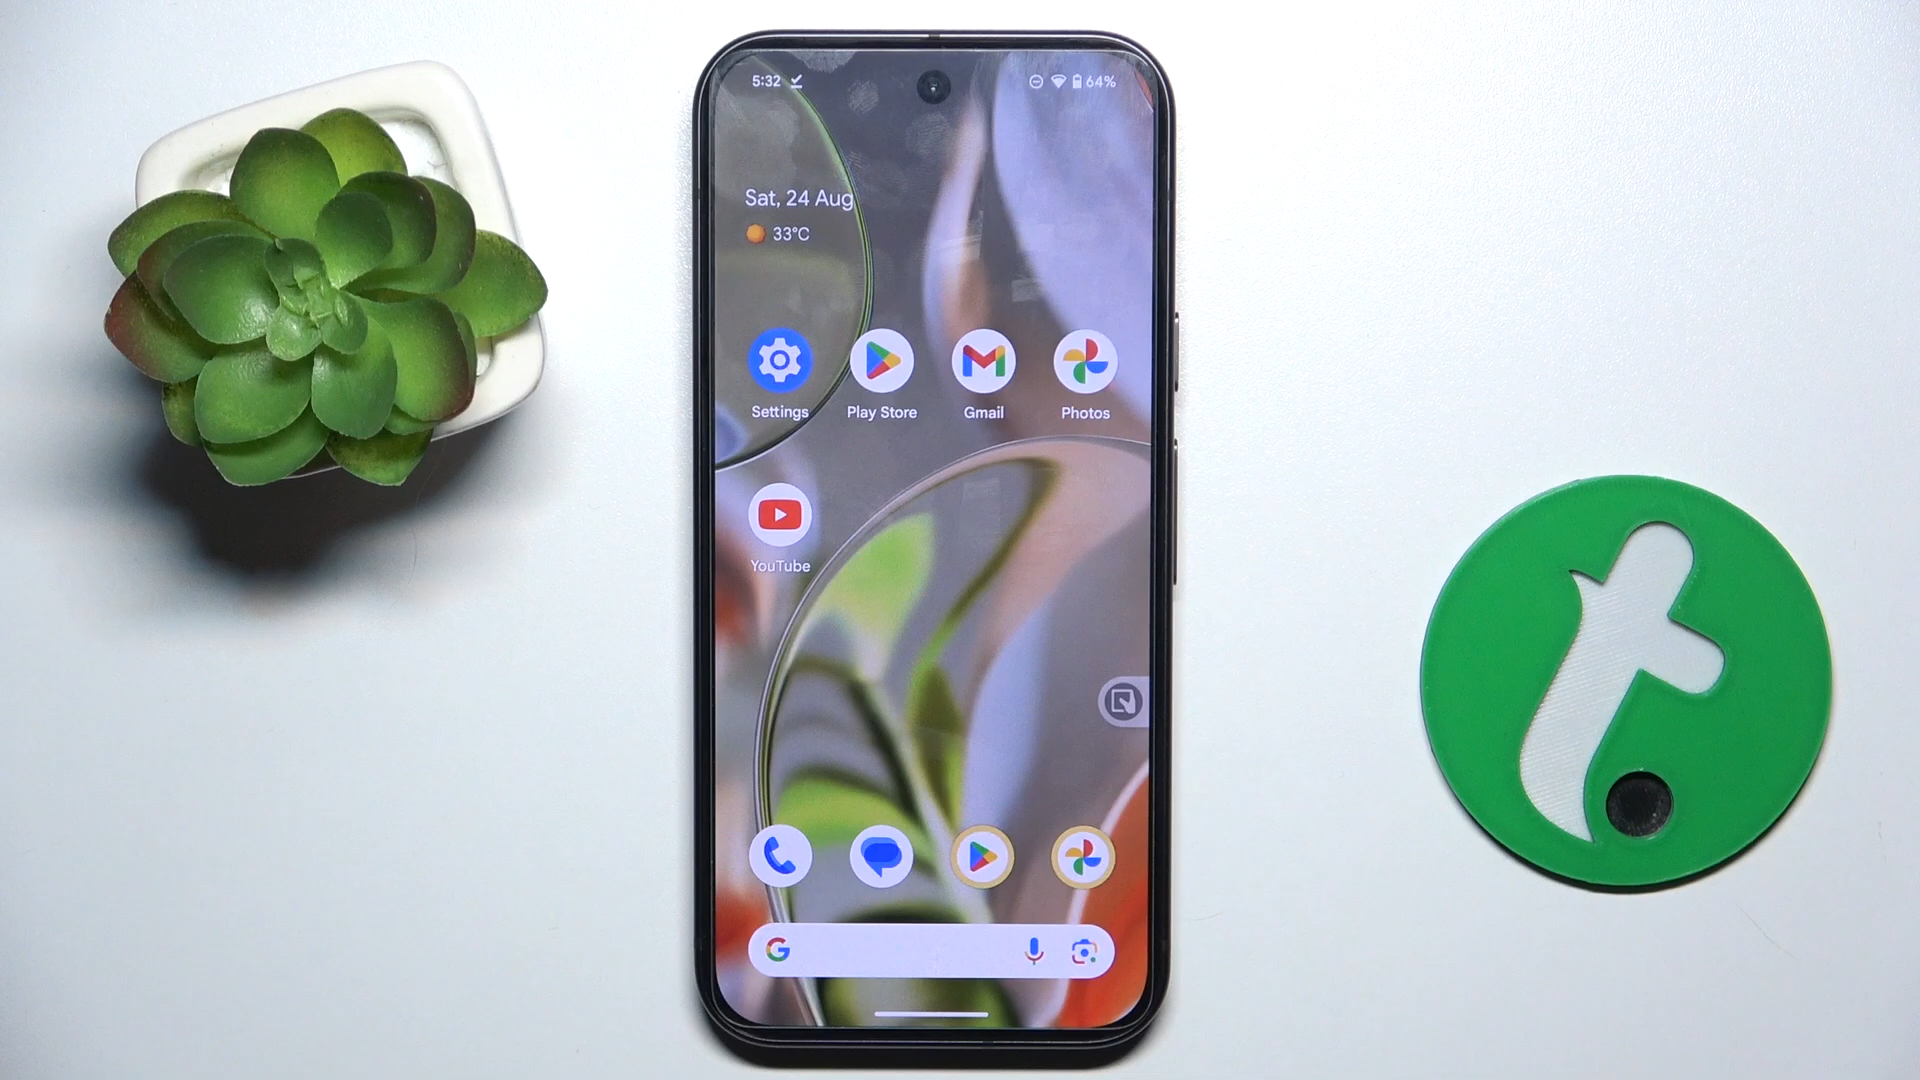 5:32
64%
Sat, 24 Aug
33°C
Settings
Play Store
Gmail
Photos
YouTube
G
t